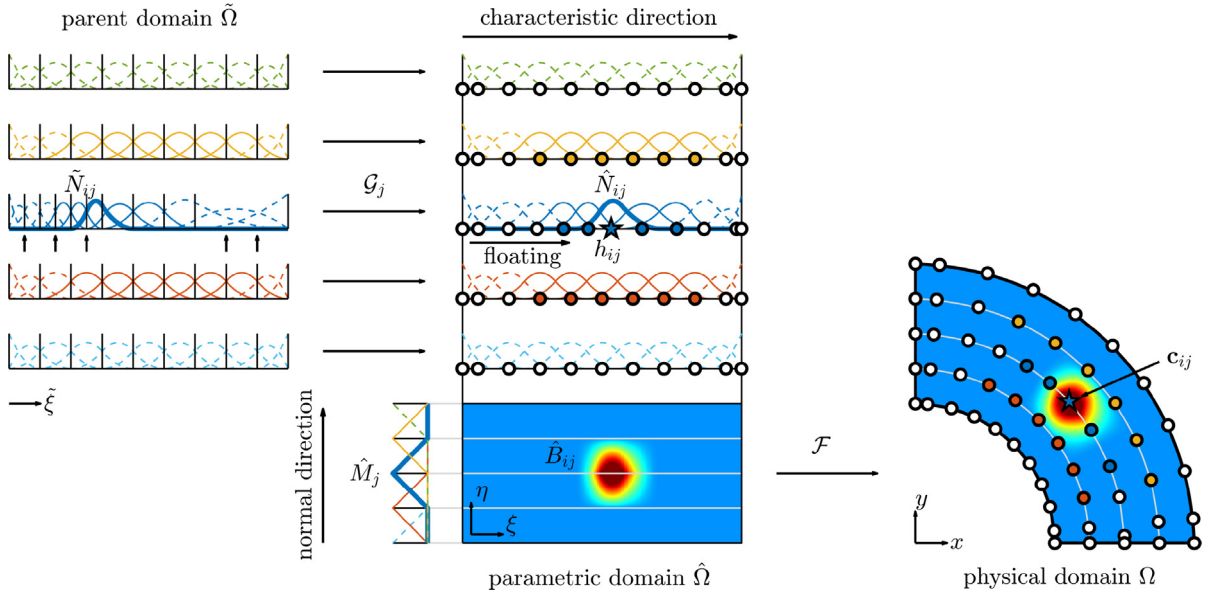 parent domain Ω̃
characteristic direction
Ñ_ij
𝒢_j
N̂_ij
floating
h_ij
ξ̃
c_ij
normal direction
M̂_j
B̂_ij
η
ξ
ℱ
y
x
parametric domain Ω̂
physical domain Ω